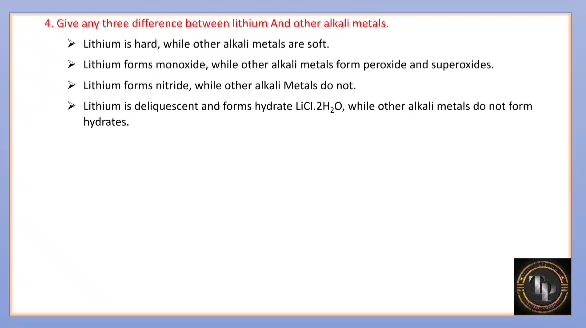 4. Give any three difference between lithium And other alkali metals.
➢ Lithium is hard, while other alkali metals are soft.
➢ Lithium forms monoxide, while other alkali metals form peroxide and superoxides.
➢ Lithium forms nitride, while other alkali Metals do not.
➢ Lithium is deliquescent and forms hydrate LiCl.2H₂O, while other alkali metals do not form
hydrates.